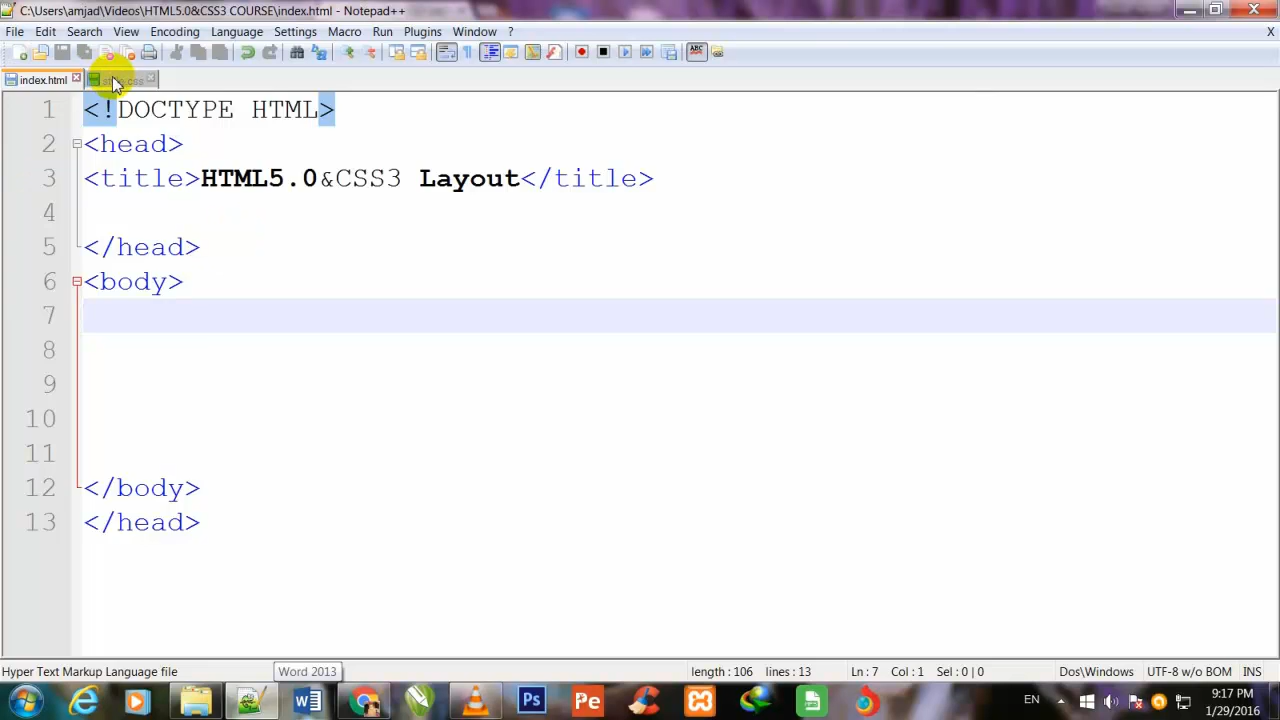 C:\Users\amjad\Videos\HTML5.0&CSS3 COURSE\index.html - Notepad++
File Edit Search View Encoding Language Settings Macro Run Plugins Window ? X
index.html style.css
1 <!DOCTYPE HTML>
2 <head>
3 <title>HTML5.0&CSS3 Layout</title>
4
5 </head>
6 <body>
7
8
9
10
11
12 </body>
13 </head>
Hyper Text Markup Language file Word 2013 length : 106 lines : 13 Ln : 7 Col : 1 Sel : 0 | 0 Dos\Windows UTF-8 w/o BOM INS
EN 9:17 PM
1/29/2016